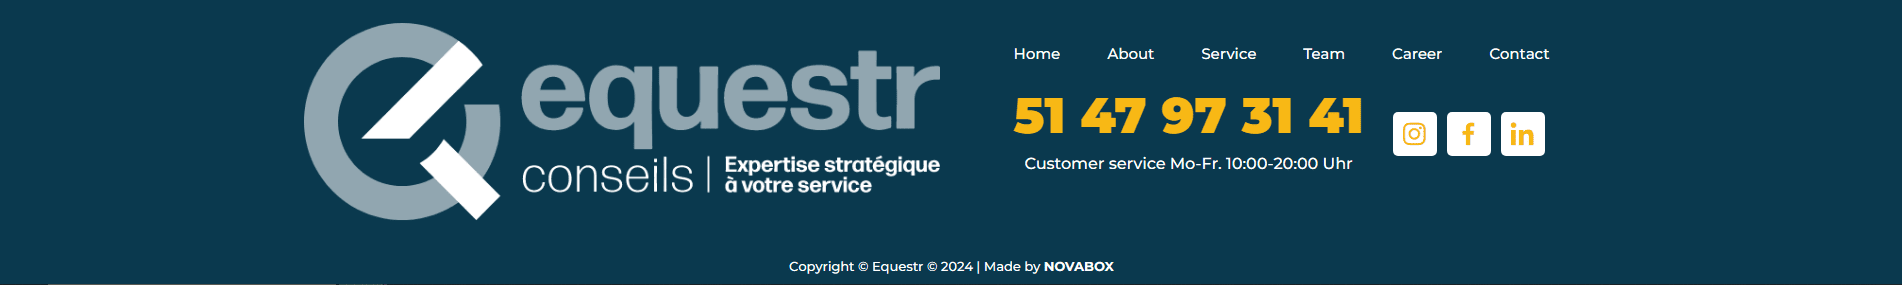 equestr
conseils | Expertise stratégique
à votre service
Home About Service Team Career Contact
51 47 97 31 41
Customer service Mo-Fr. 10:00-20:00 Uhr
Copyright © Equestr © 2024 | Made by NOVABOX